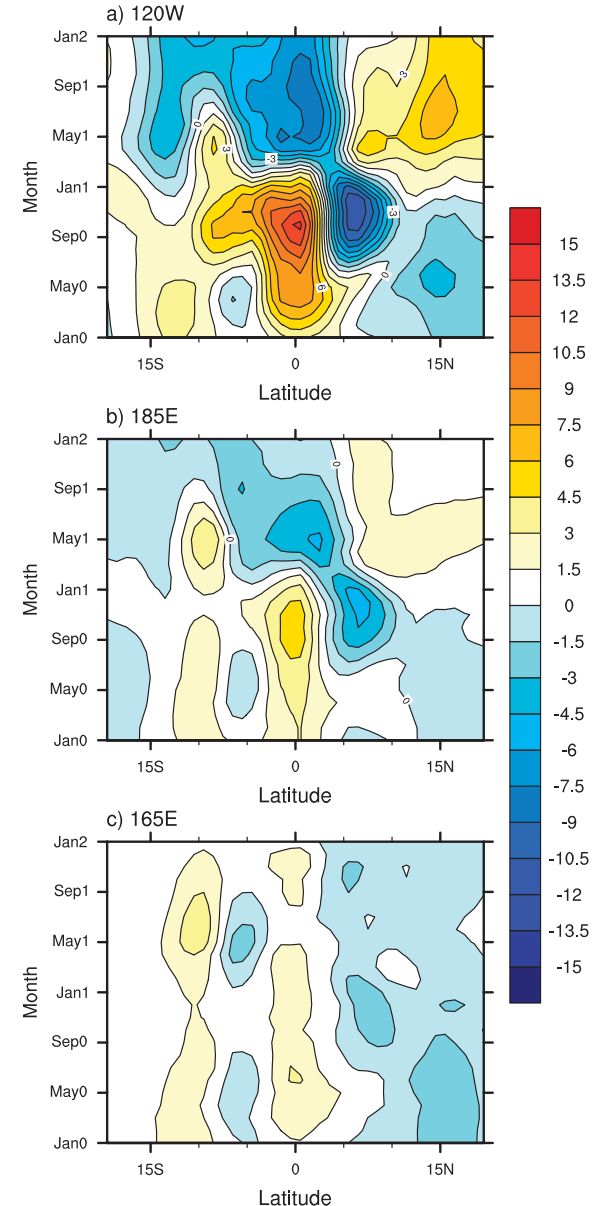 a) 120W
Jan2
Sep1
May1
Jan1
Sep0
May0
Jan0
Month
0
3
-3
3
-3
0
6
15S
0
15N
Latitude
b) 185E
Jan2
Sep1
May1
Jan1
Sep0
May0
Jan0
Month
0
0
0
15S
0
15N
Latitude
c) 165E
Jan2
Sep1
May1
Jan1
Sep0
May0
Jan0
Month
15S
0
15N
Latitude
15
13.5
12
10.5
9
7.5
6
4.5
3
1.5
0
-1.5
-3
-4.5
-6
-7.5
-9
-10.5
-12
-13.5
-15